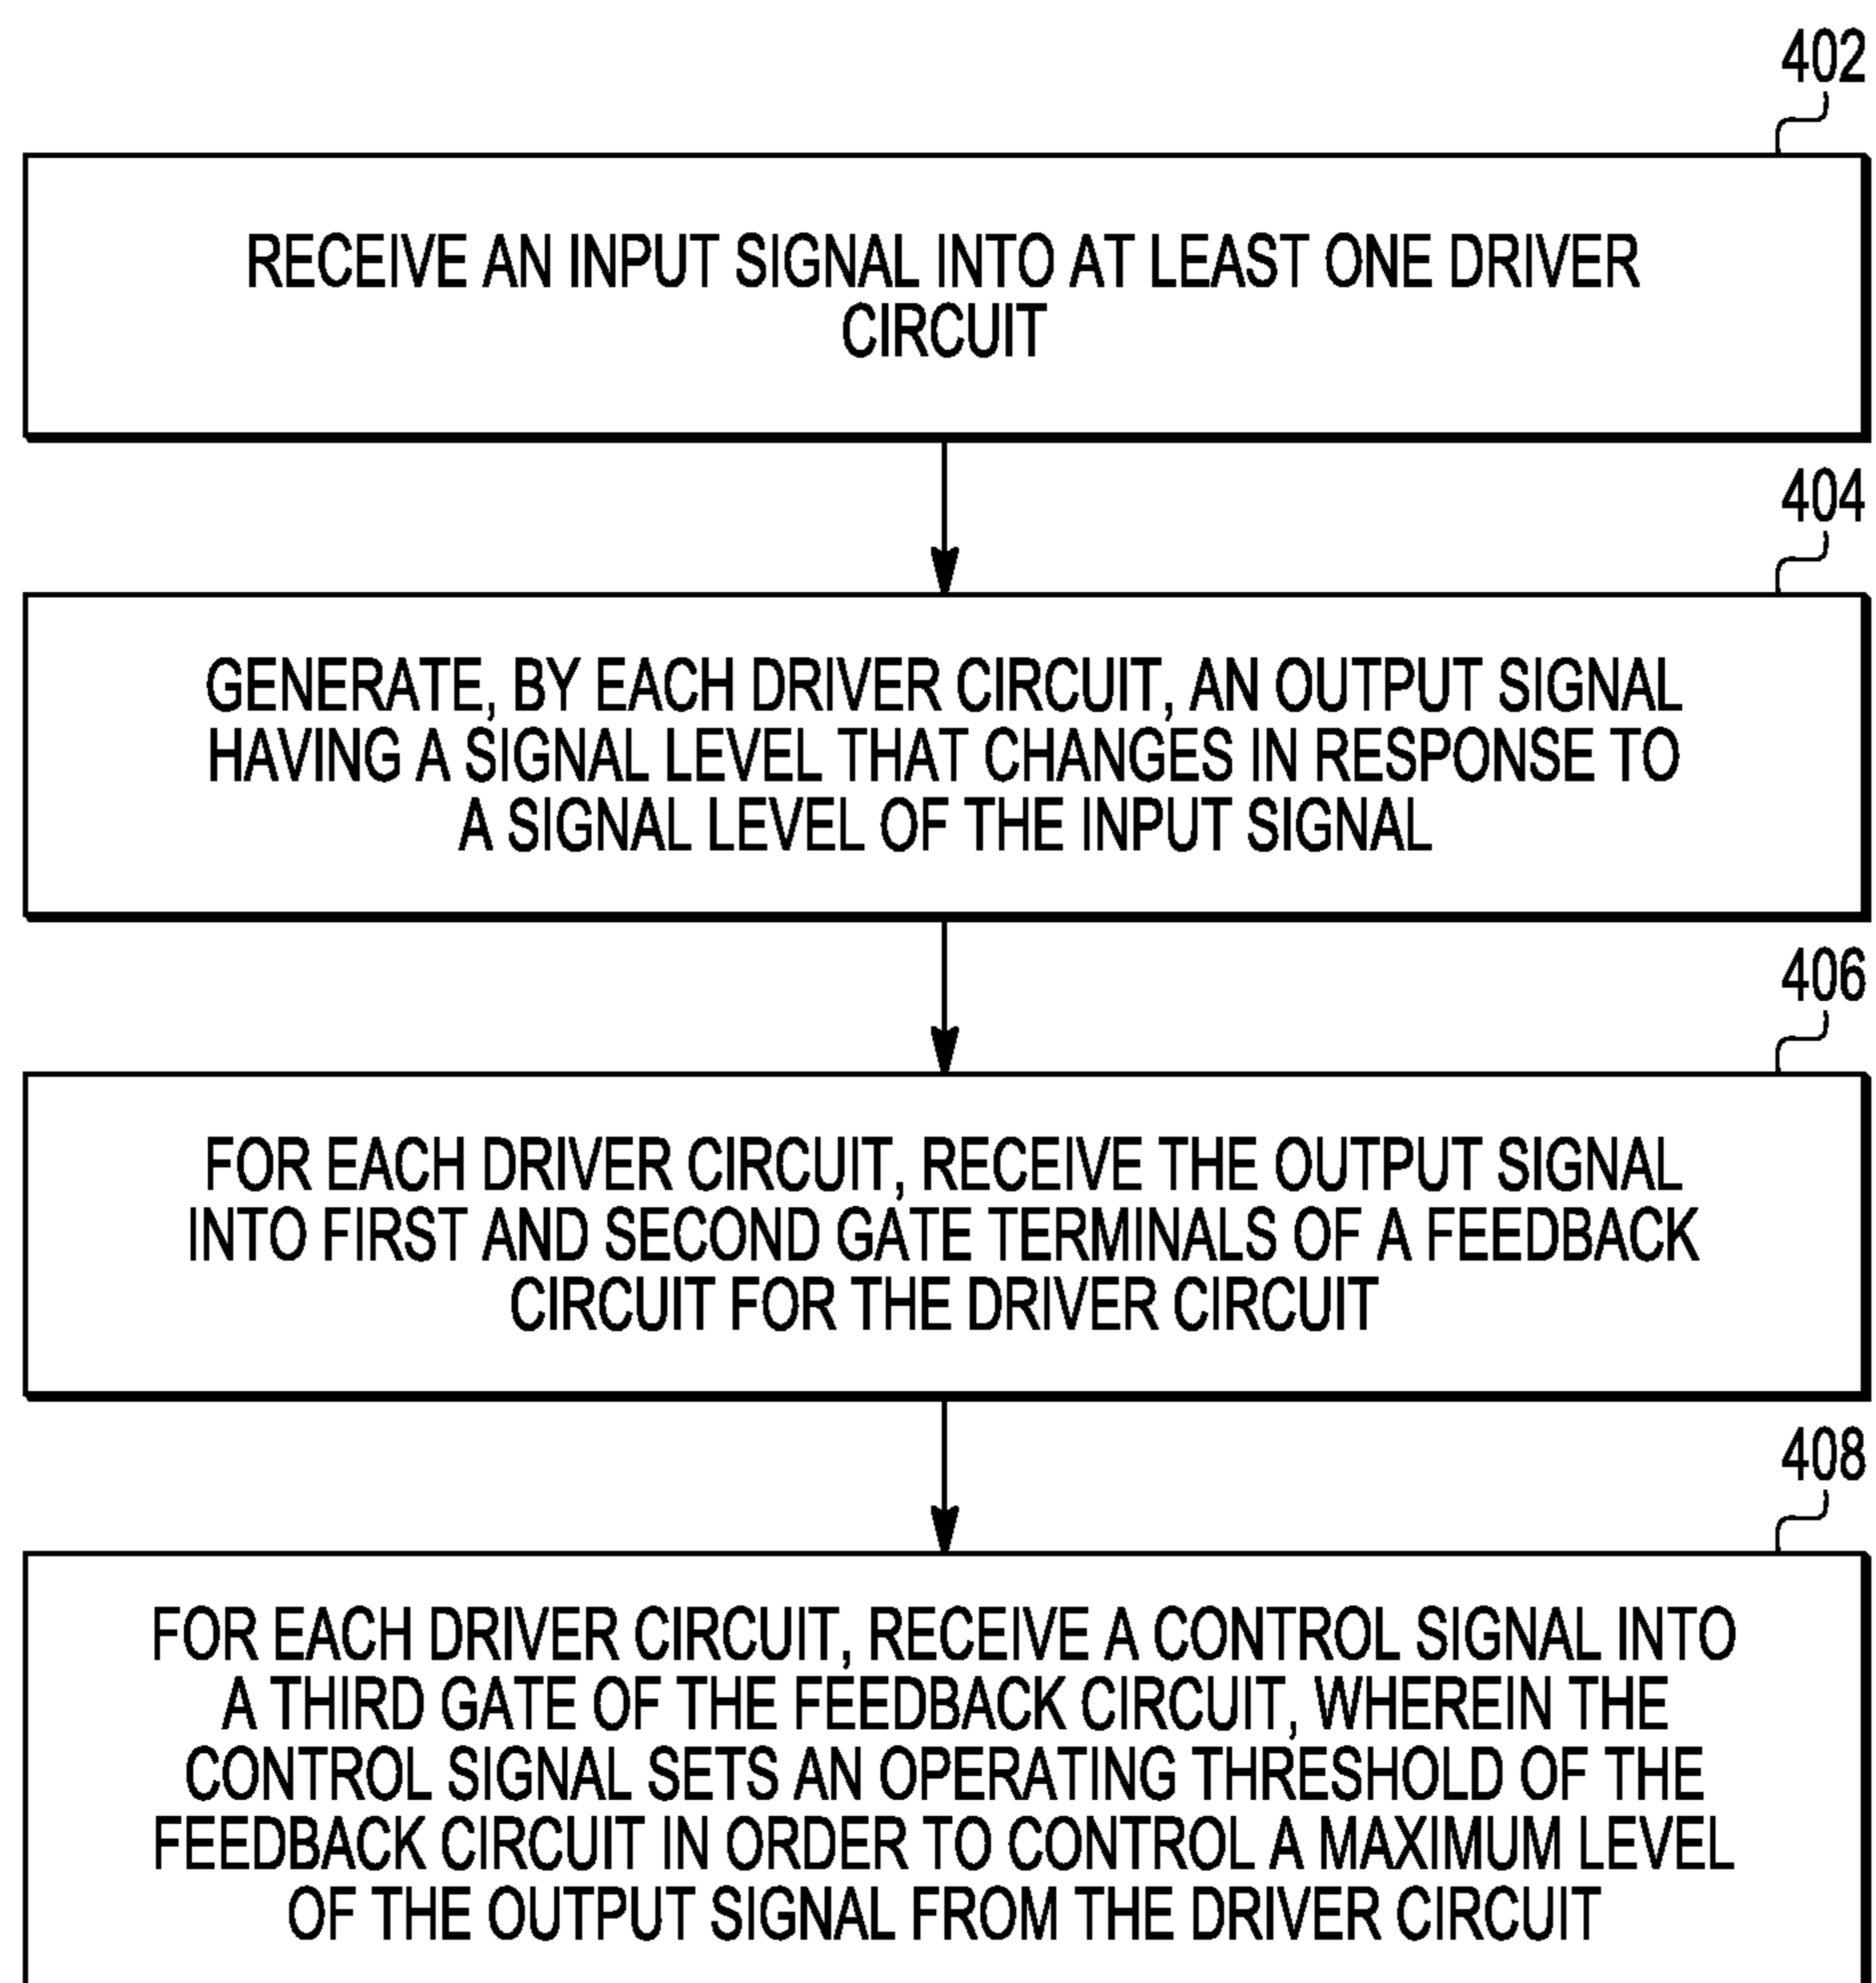 402
RECEIVE AN INPUT SIGNAL INTO AT LEAST ONE DRIVER
CIRCUIT
404
GENERATE, BY EACH DRIVER CIRCUIT, AN OUTPUT SIGNAL
HAVING A SIGNAL LEVEL THAT CHANGES IN RESPONSE TO
A SIGNAL LEVEL OF THE INPUT SIGNAL
406
FOR EACH DRIVER CIRCUIT, RECEIVE THE OUTPUT SIGNAL
INTO FIRST AND SECOND GATE TERMINALS OF A FEEDBACK
CIRCUIT FOR THE DRIVER CIRCUIT
408
FOR EACH DRIVER CIRCUIT, RECEIVE A CONTROL SIGNAL INTO
A THIRD GATE OF THE FEEDBACK CIRCUIT, WHEREIN THE
CONTROL SIGNAL SETS AN OPERATING THRESHOLD OF THE
FEEDBACK CIRCUIT IN ORDER TO CONTROL A MAXIMUM LEVEL
OF THE OUTPUT SIGNAL FROM THE DRIVER CIRCUIT